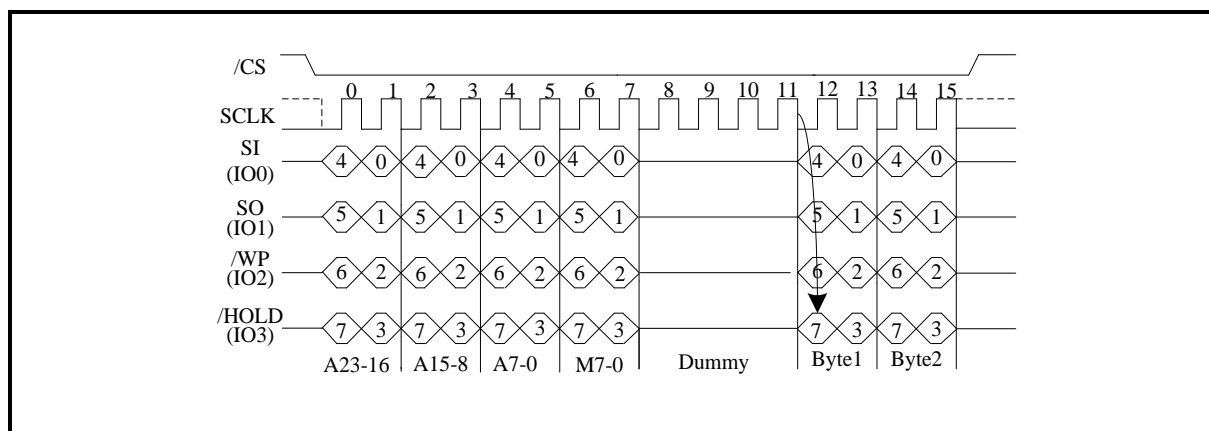 /CS
0 1 2 3 4 5 6 7 8 9 10 11 12 13 14 15
SCLK
SI
(IO0)
4 0 4 0 4 0 4 0 4 0 4 0
SO
(IO1)
5 1 5 1 5 1 5 1 5 1 5 1
/WP
(IO2)
6 2 6 2 6 2 6 2 6 2 6 2
/HOLD
(IO3)
7 3 7 3 7 3 7 3 7 3 7 3
A23-16 A15-8 A7-0 M7-0 Dummy Byte1 Byte2